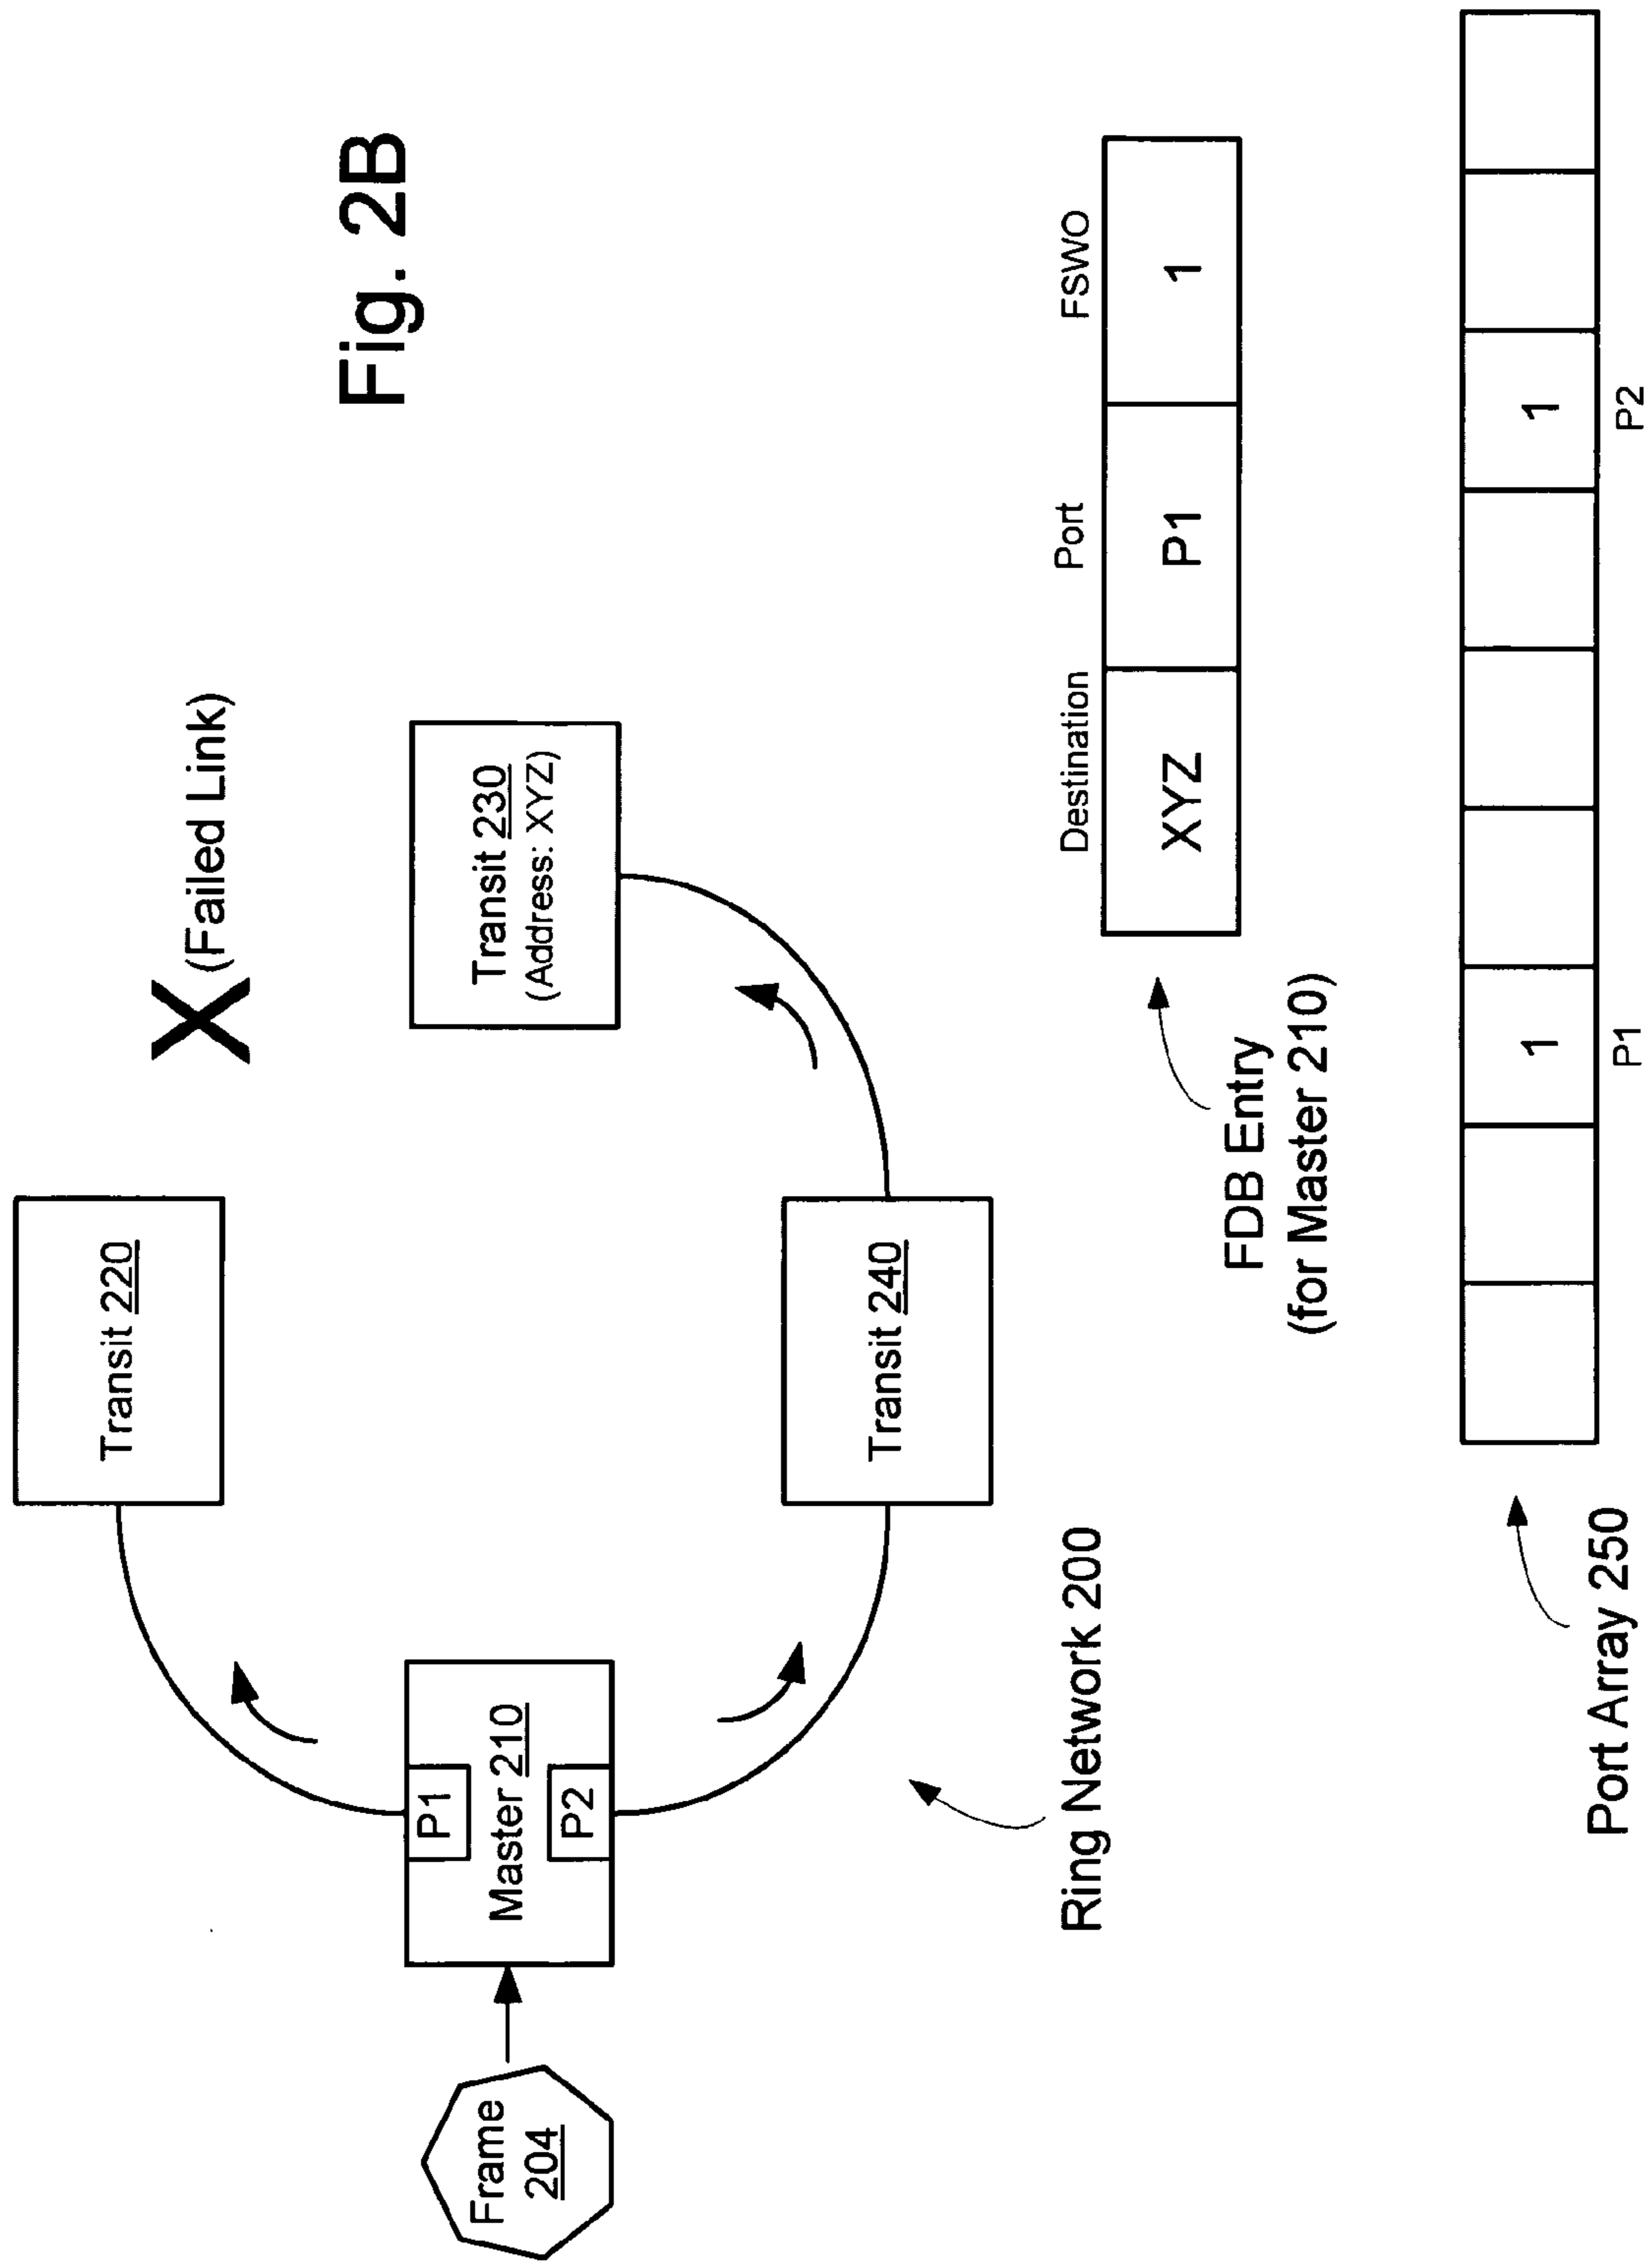 Fig. 2B
X (Failed Link)
Transit 220
P1
Master 210
P2
Frame
204
Transit 230
(Address: XYZ)
Transit 240
Ring Network 200
Destination Port FSWO
XYZ P1 1
FDB Entry
(for Master 210)
1 1
P1 P2
Port Array 250